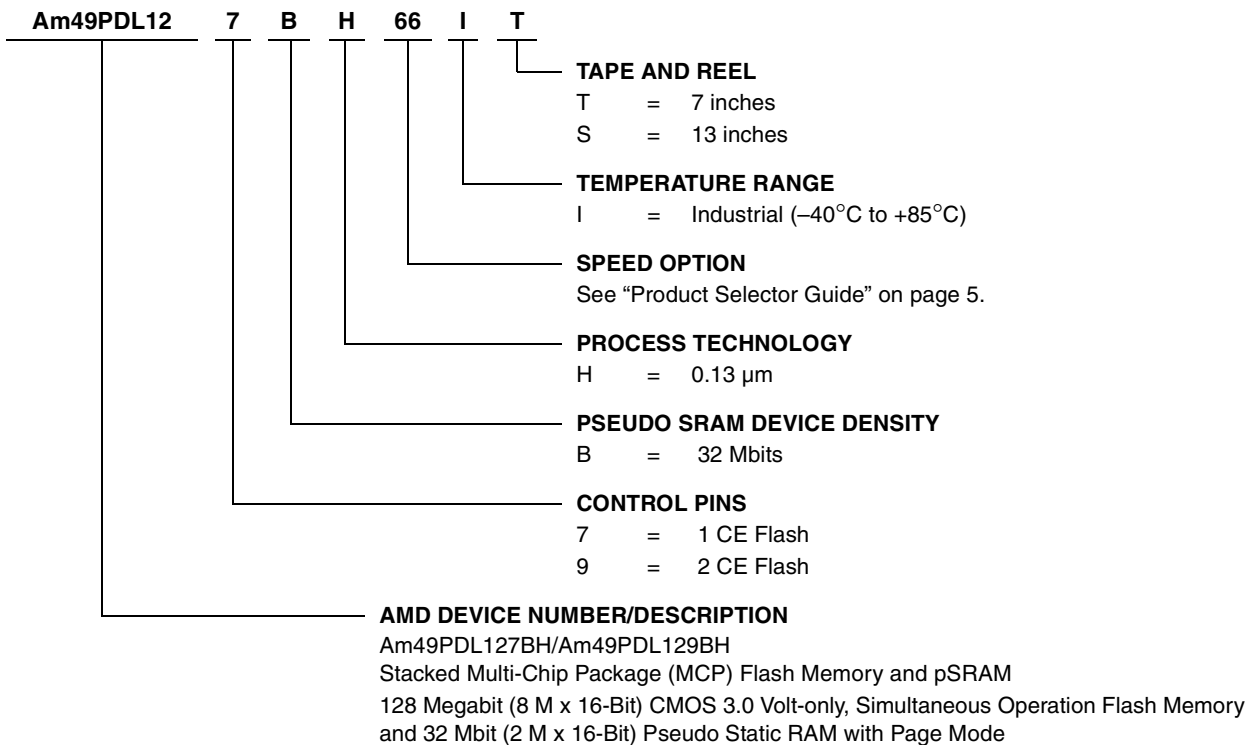 Am49PDL12 7 B H 66 I T
TAPE AND REEL
T = 7 inches
S = 13 inches
TEMPERATURE RANGE
I = Industrial (–40°C to +85°C)
SPEED OPTION
See “Product Selector Guide” on page 5.
PROCESS TECHNOLOGY
H = 0.13 µm
PSEUDO SRAM DEVICE DENSITY
B = 32 Mbits
CONTROL PINS
7 = 1 CE Flash
9 = 2 CE Flash
AMD DEVICE NUMBER/DESCRIPTION
Am49PDL127BH/Am49PDL129BH
Stacked Multi-Chip Package (MCP) Flash Memory and pSRAM
128 Megabit (8 M x 16-Bit) CMOS 3.0 Volt-only, Simultaneous Operation Flash Memory
and 32 Mbit (2 M x 16-Bit) Pseudo Static RAM with Page Mode